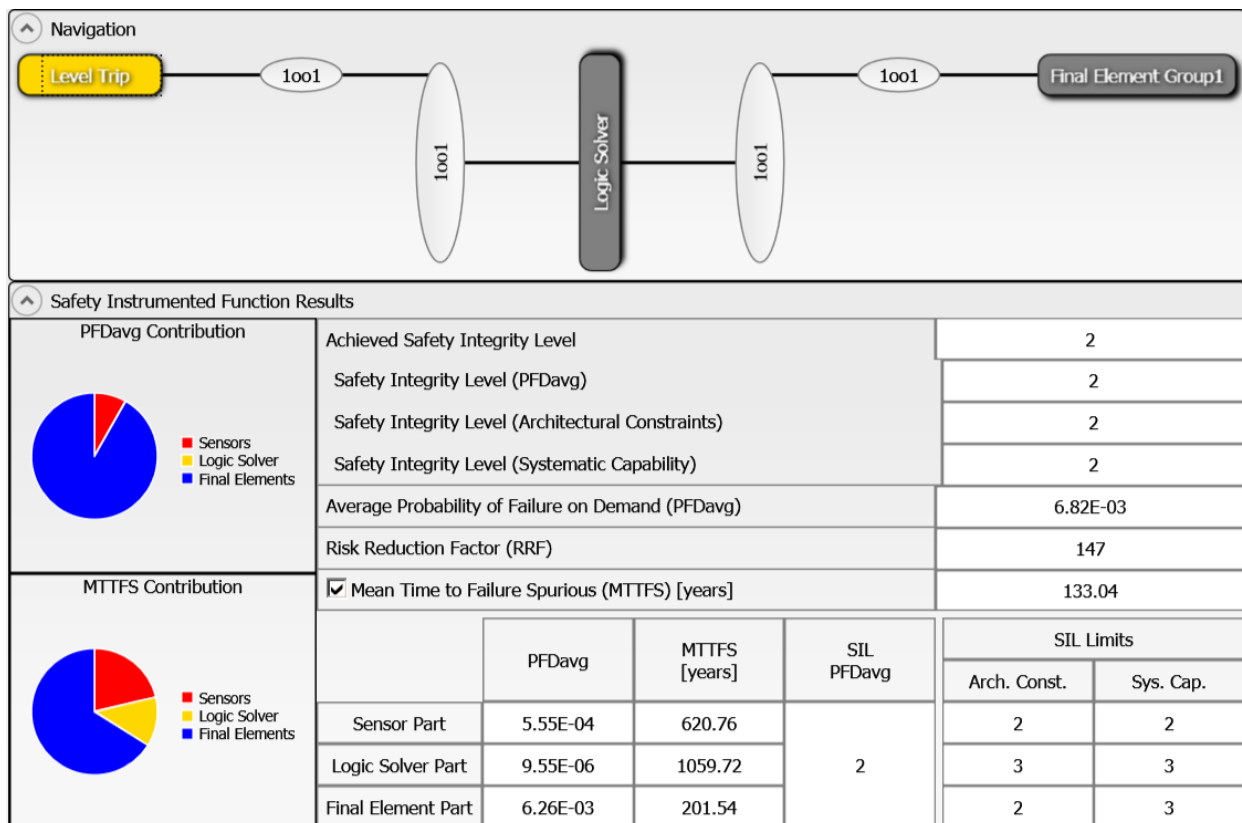 Navigation
Level Trip
1oo1
1oo1
Logic Solver
1oo1
1oo1
Final Element Group1
Safety Instrumented Function Results
PFDavg Contribution
Sensors
Logic Solver
Final Elements
MTTFS Contribution
Sensors
Logic Solver
Final Elements
Achieved Safety Integrity Level 2
Safety Integrity Level (PFDavg) 2
Safety Integrity Level (Architectural Constraints) 2
Safety Integrity Level (Systematic Capability) 2
Average Probability of Failure on Demand (PFDavg) 6.82E-03
Risk Reduction Factor (RRF) 147
Mean Time to Failure Spurious (MTTFS) [years] 133.04
PFDavg
MTTFS
[years]
SIL
PFDavg
SIL Limits
Arch. Const. Sys. Cap.
Sensor Part 5.55E-04 620.76 2 2
Logic Solver Part 9.55E-06 1059.72 2 3 3
Final Element Part 6.26E-03 201.54 2 3